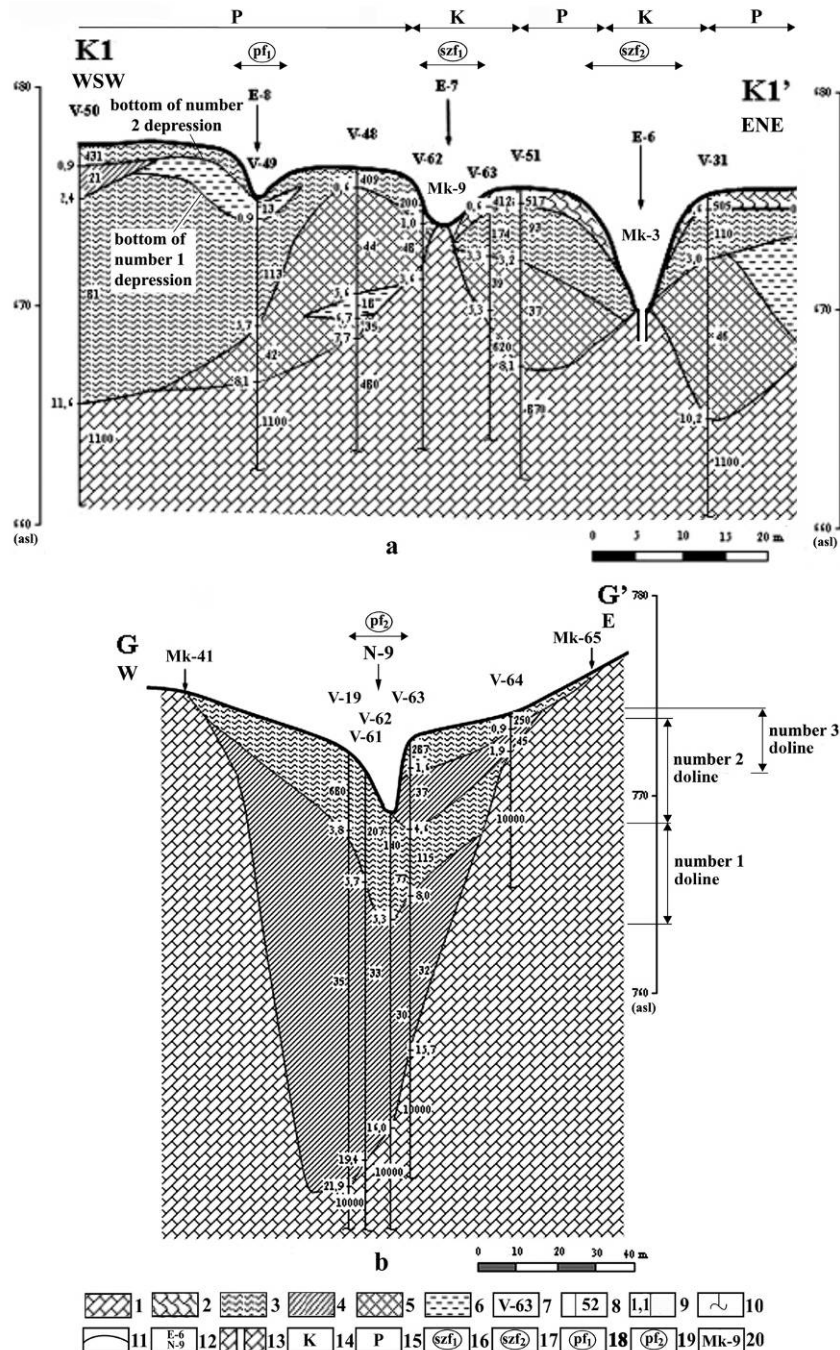 P K P K P
K1 pf1 szf1 szf2 K1'
WSW ENE
680 680
bottom of number
2 depression
V-50 E-8 V-49 V-48 E-7 V-62 V-63 V-51 E-6 V-31
Mk-9 Mk-3
431 409 200 412 517 505
0,9 21 13 0,6 1,0 0,6 93 110
2,4 0,9 44 48 174 3,0
bottom of
number 1
depression
113 3,3 3,2
5,6 3,6 39 37
81 18
670 670
3,7 6,7 35 3,3 45
42 7,7 620
8,1 8,1
11,6 480 10,2
1100 1100 870 1100
660 660
(asl) (asl)
a
0 5 10 15 20 m
780
pf2 G'
G N-9 E
W Mk-41 Mk-65
V-19 V-63 V-64
V-62
V-61
number 3
doline
number 2
doline
287 250
0,9
1,6 45
1,9
680 37 770
3,8 207 140 4,6 10000
115
number 1
doline
3,7 77
8,0
3,3
35 33 32 760
(asl)
30
15,7
10000
16,0
19,4
10000
21,9
10000
b
0 10 20 30 40 m
1 2 3 4 5 6 V-63 7 52 8 1,1 9 10
11 E-6 N-9 12 13 K 14 P 15 szf1 16 szf2 17 pf1 18 pf2 19 Mk-9 20